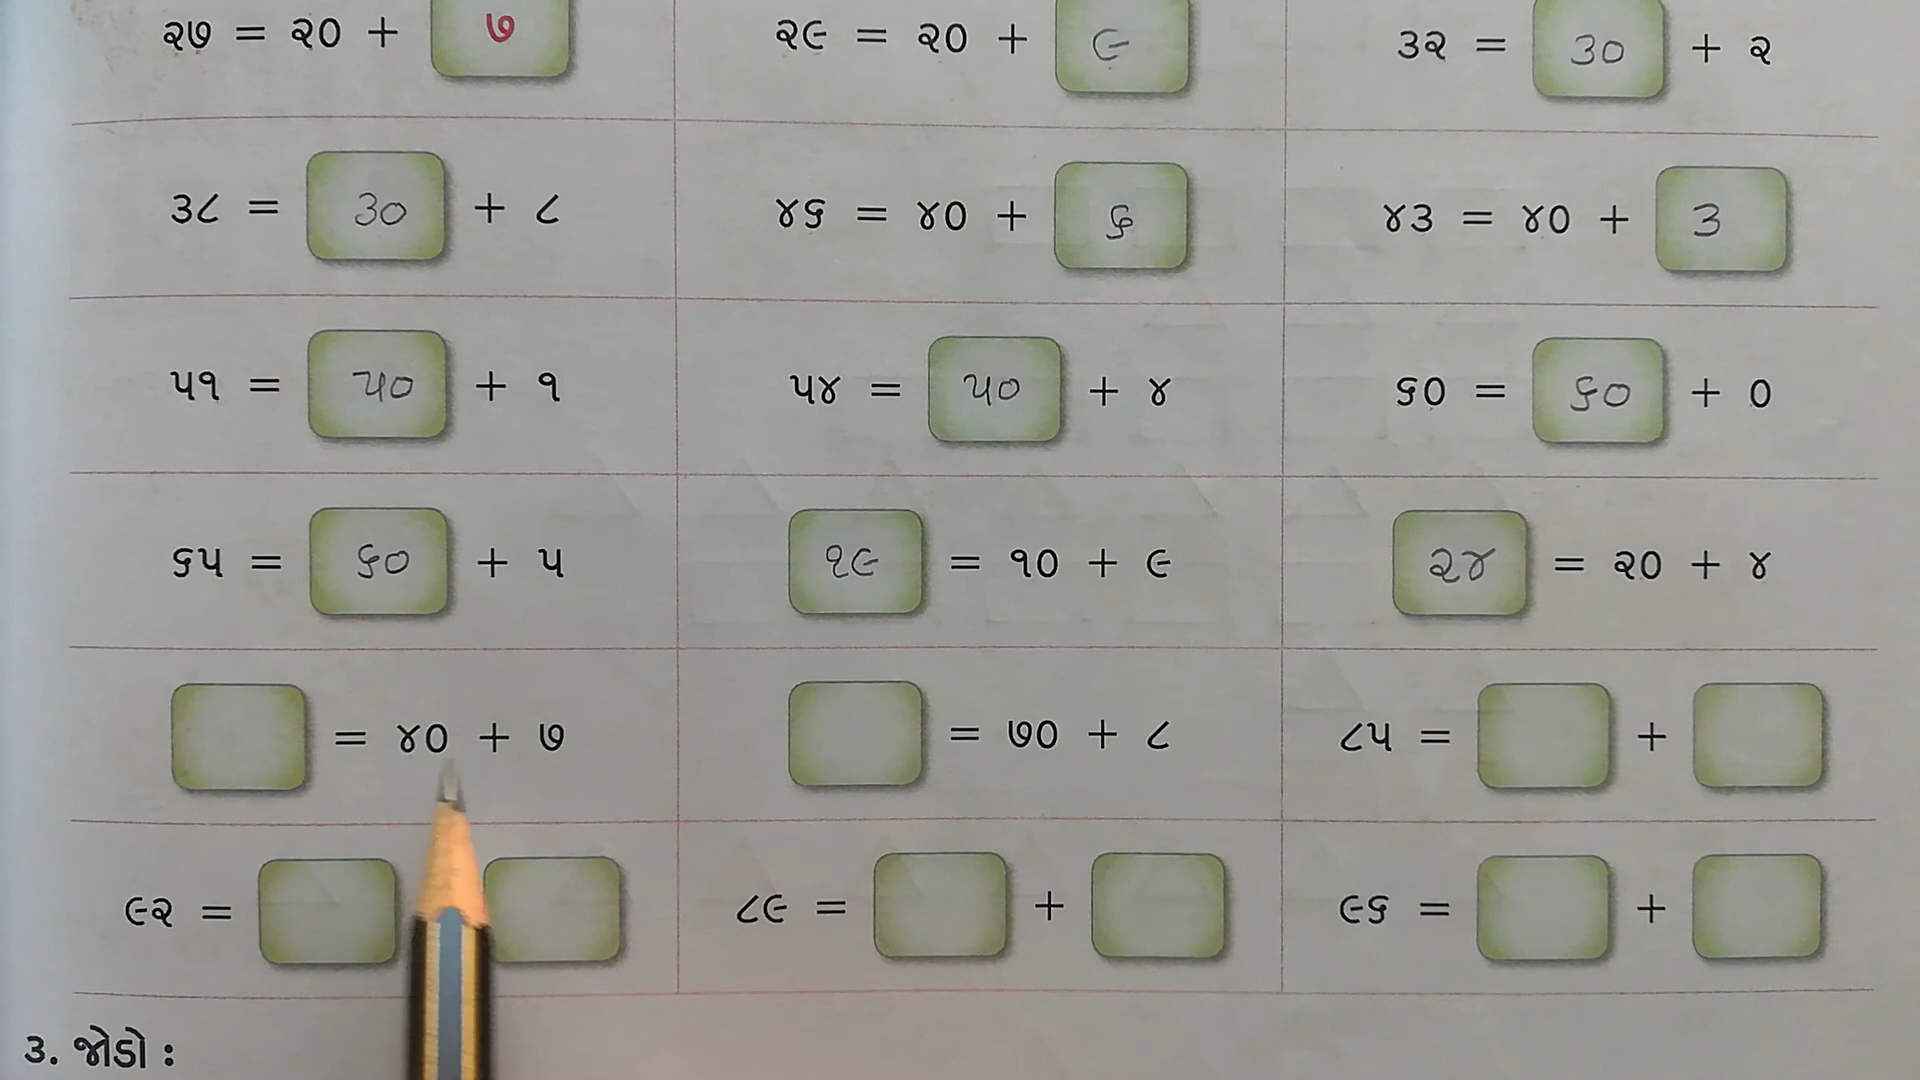 ૨૭ = ૨૦ + ૭ ૨૯ = ૨૦ + ૯ ૩૨ = ૩૦ + ૨
૩૮ = ૩૦ + ૮ ૪૬ = ૪૦ + ૬ ૪૩ = ૪૦ + ૩
૫૧ = ૫૦ + ૧ ૫૪ = ૫૦ + ૪ ૬૦ = ૬૦ + ૦
૬૫ = ૬૦ + ૫ ૧૯ = ૧૦ + ૯ ૨૪ = ૨૦ + ૪
= ૪૦ + ૭ = ૭૦ + ૮ ૮૫ = +
૯૨ = ૮૯ = + ૯૬ = +
૩. જોડો :